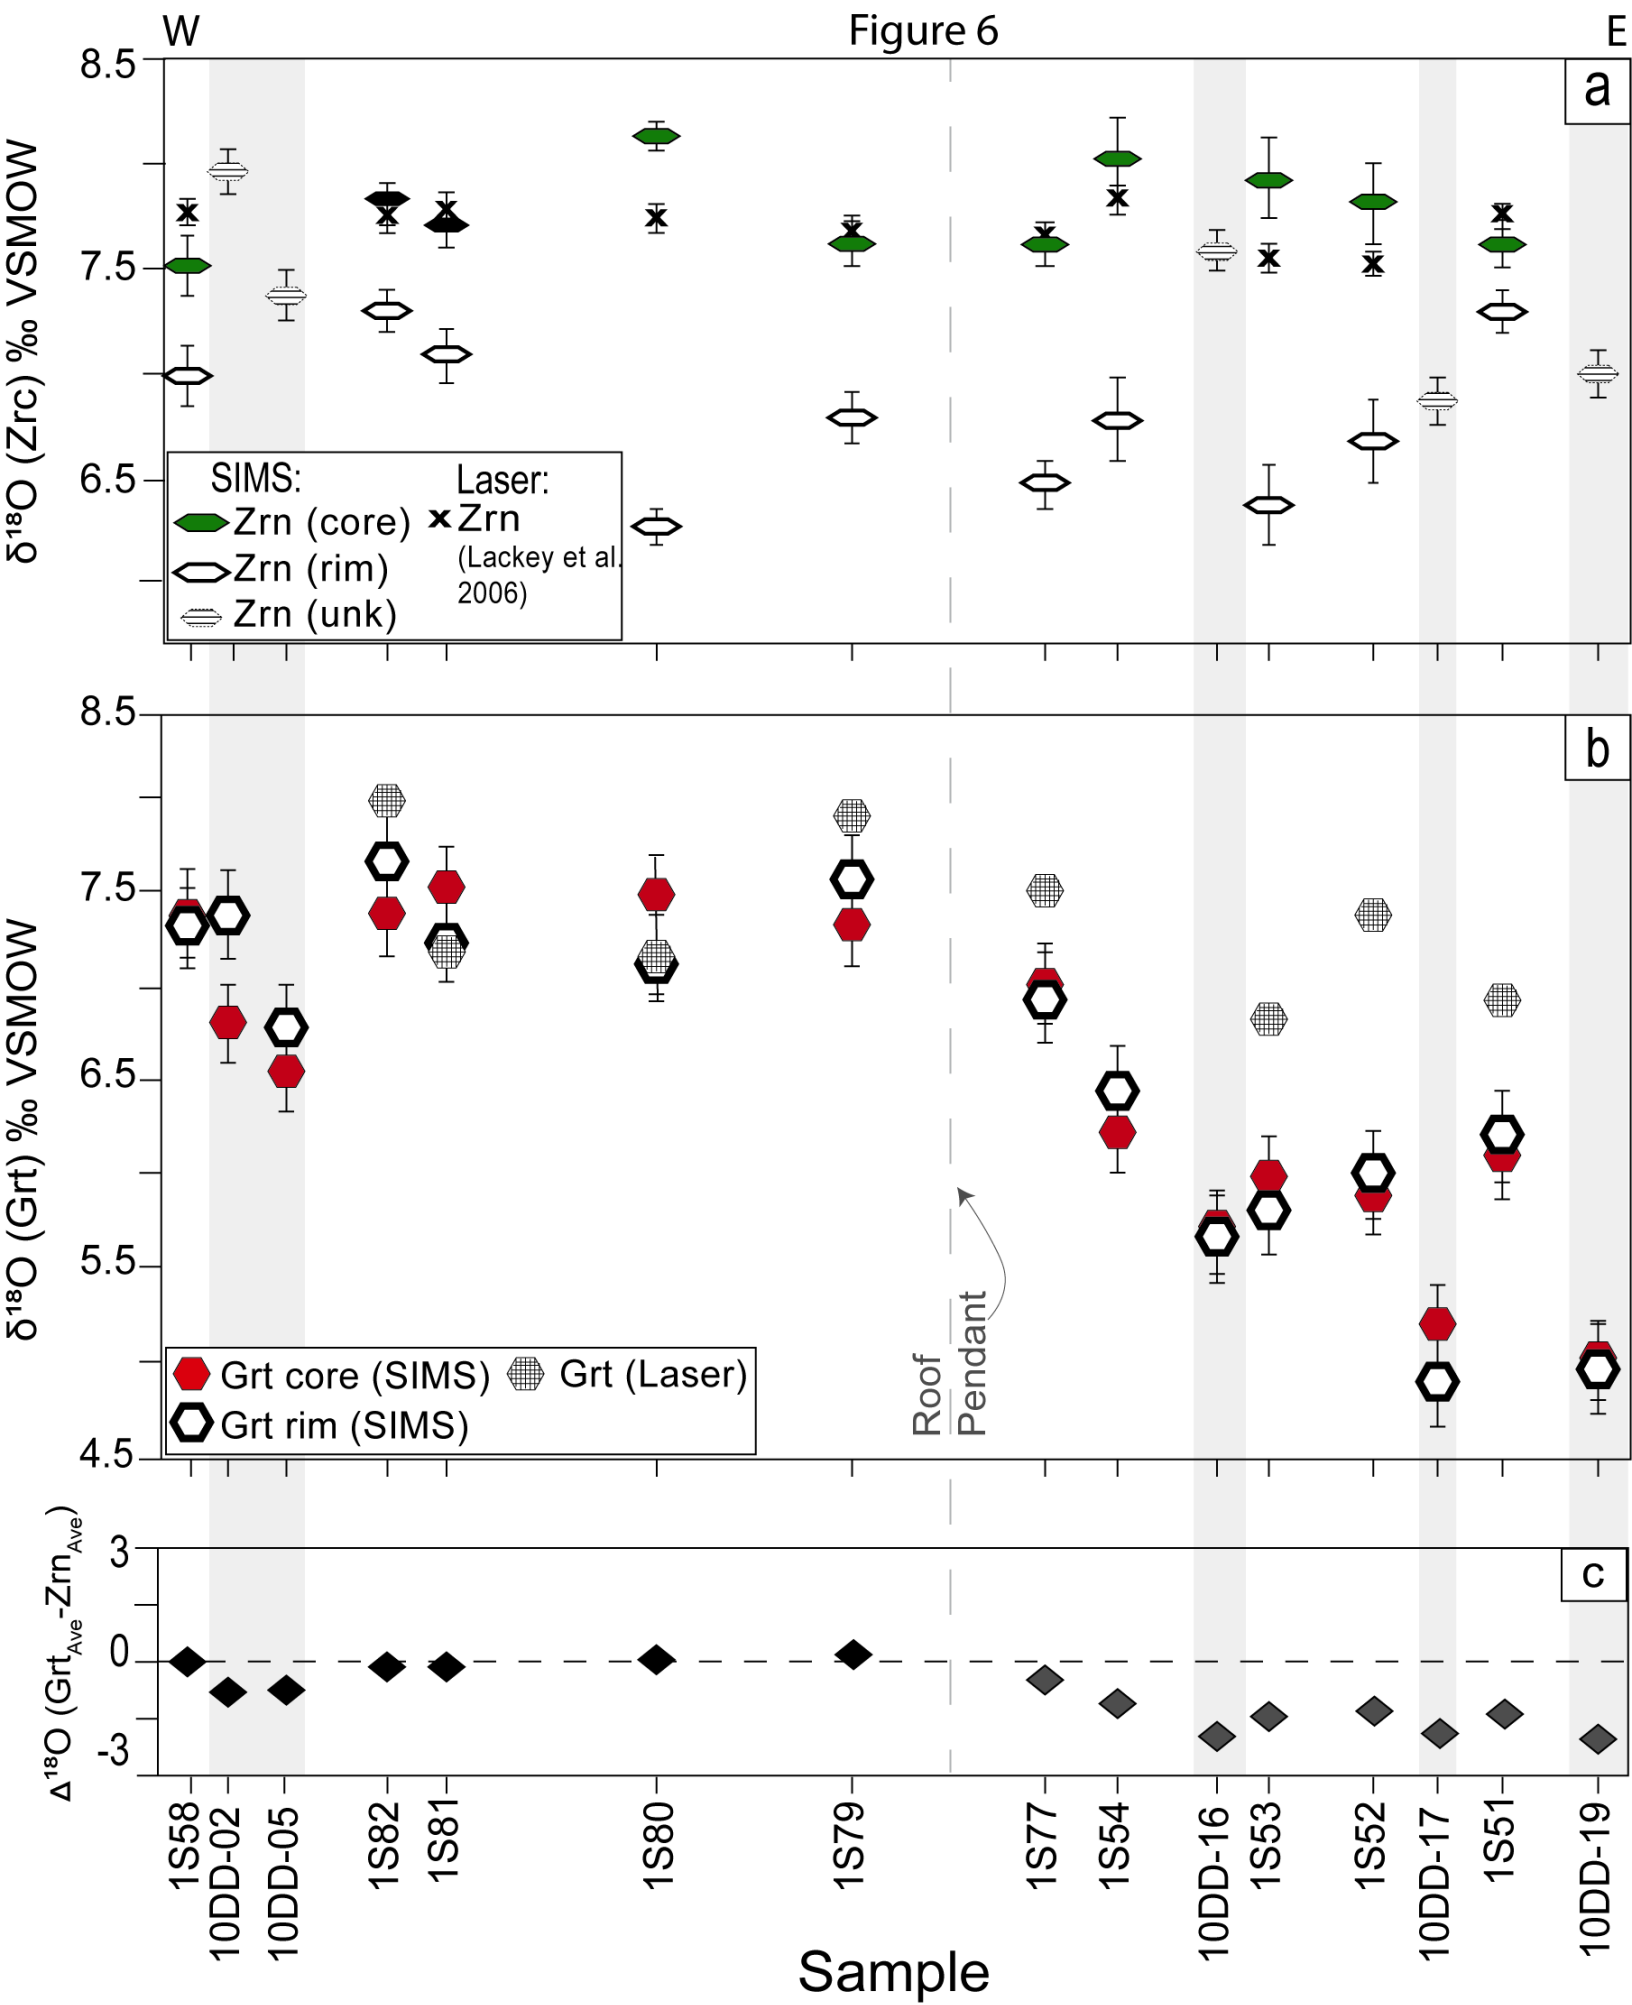 W
Figure 6
E
8.5
7.5
6.5
δ¹⁸O (Zrc) ‰ VSMOW
a
SIMS:
Zrn (core)
Zrn (rim)
Zrn (unk)
Laser:
Zrn
(Lackey et al.
2006)
8.5
7.5
6.5
5.5
4.5
δ¹⁸O (Grt) ‰ VSMOW
b
Grt core (SIMS)
Grt (Laser)
Grt rim (SIMS)
Roof
Pendant
3
0
-3
Δ¹⁸O (GrtAve-ZrnAve)
c
1S58
10DD-02
10DD-05
1S82
1S81
1S80
1S79
1S77
1S54
10DD-16
1S53
1S52
10DD-17
1S51
10DD-19
Sample